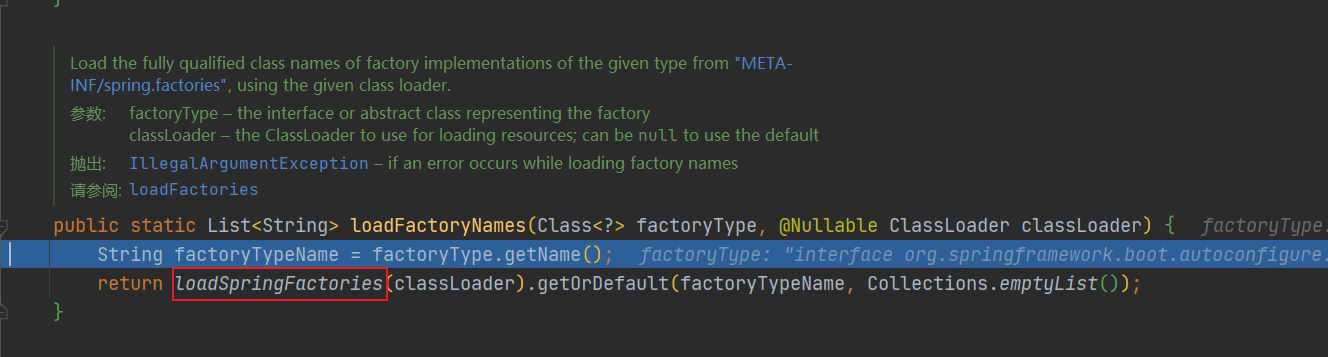 }
Load the fully qualified class names of factory implementations of the given type from "META-
INF/spring.factories", using the given class loader.
参数: factoryType – the interface or abstract class representing the factory
classLoader – the ClassLoader to use for loading resources; can be null to use the default
抛出: IllegalArgumentException – if an error occurs while loading factory names
请参阅: loadFactories
public static List<String> loadFactoryNames(Class<?> factoryType, @Nullable ClassLoader classLoader) { factoryType:
String factoryTypeName = factoryType.getName(); factoryType: "interface org.springframework.boot.autoconfigure.
return loadSpringFactories(classLoader).getOrDefault(factoryTypeName, Collections.emptyList());
}